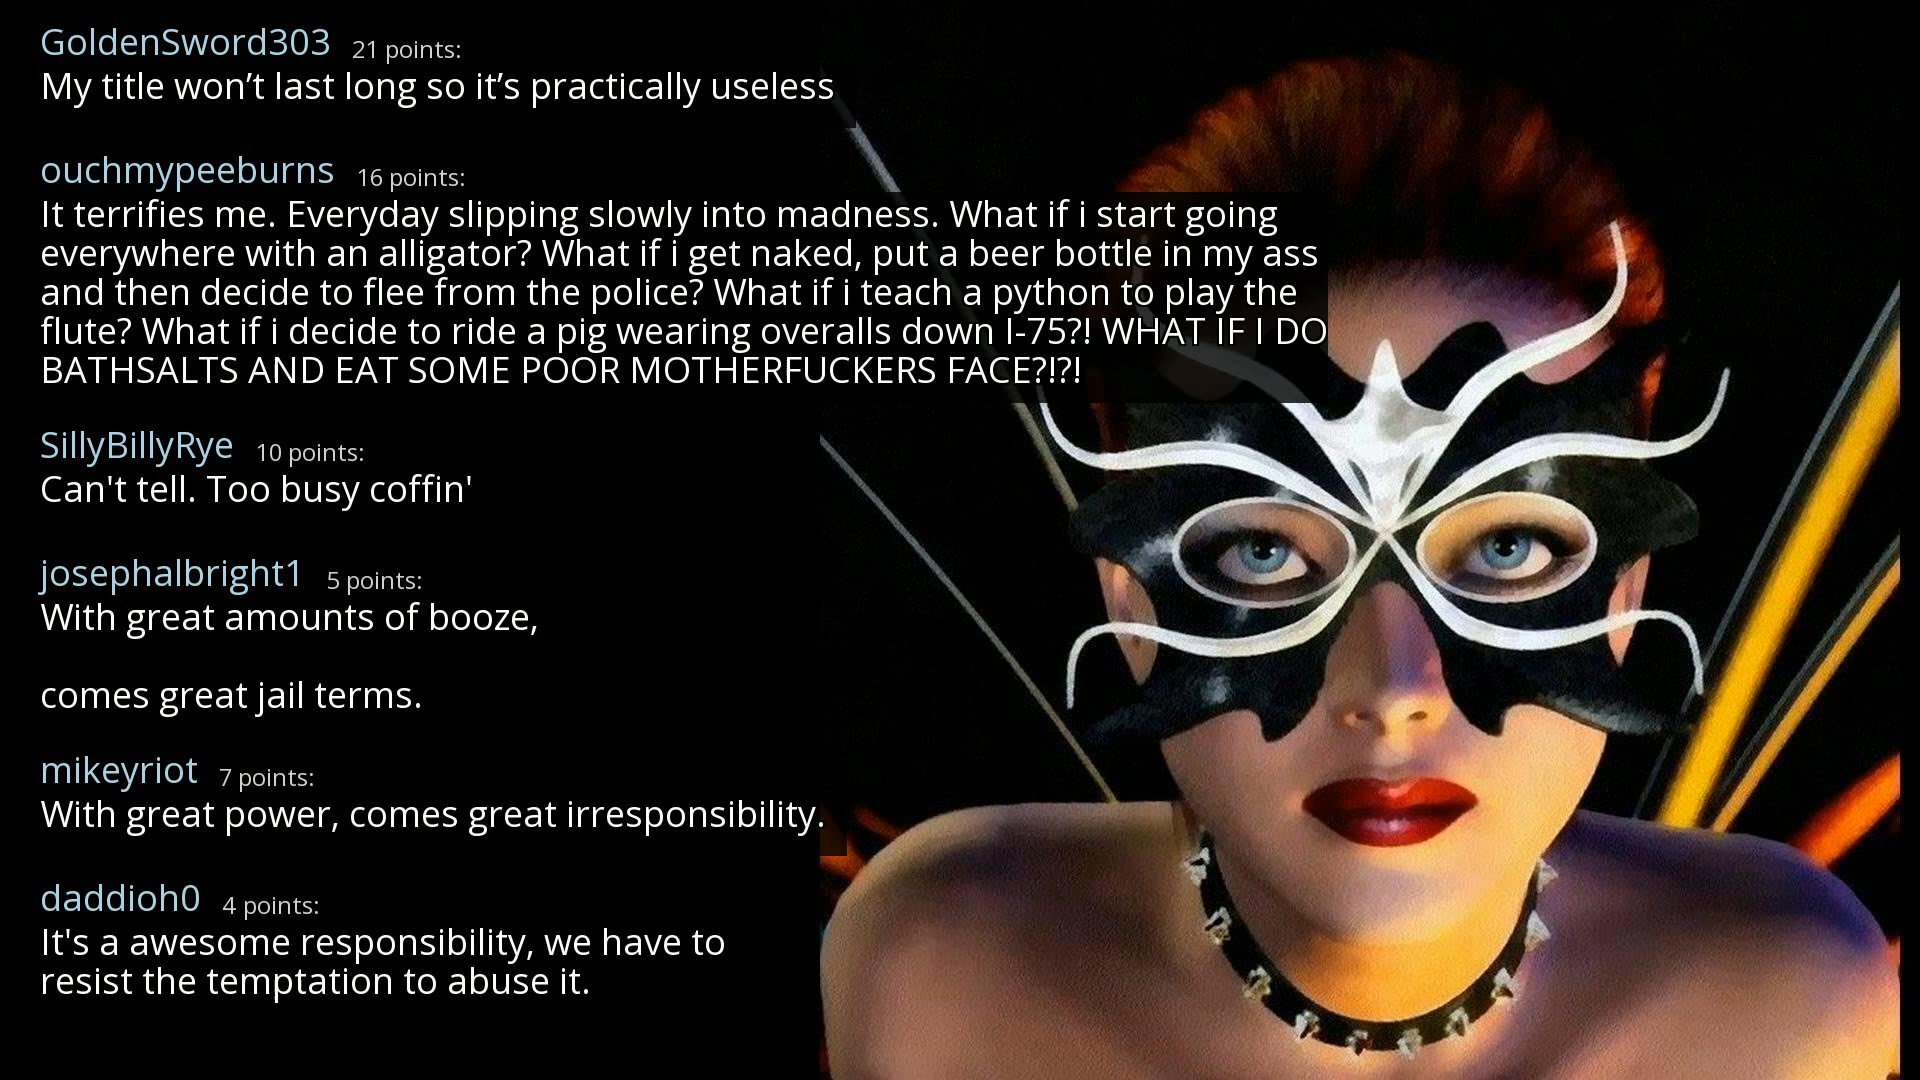 GoldenSword303 21 points:
My title won’t last long so it’s practically useless
ouchmypeeburns 16 points:
It terrifies me. Everyday slipping slowly into madness. What if i start going
everywhere with an alligator? What if i get naked, put a beer bottle in my ass
and then decide to flee from the police? What if i teach a python to play the
flute? What if i decide to ride a pig wearing overalls down I-75?! WHAT IF I DO
BATHSALTS AND EAT SOME POOR MOTHERFUCKERS FACE?!?!
SillyBillyRye 10 points:
Can't tell. Too busy coffin'
josephalbright1 5 points:
With great amounts of booze,
comes great jail terms.
mikeyriot 7 points:
With great power, comes great irresponsibility.
daddioh0 4 points:
It's a awesome responsibility, we have to
resist the temptation to abuse it.